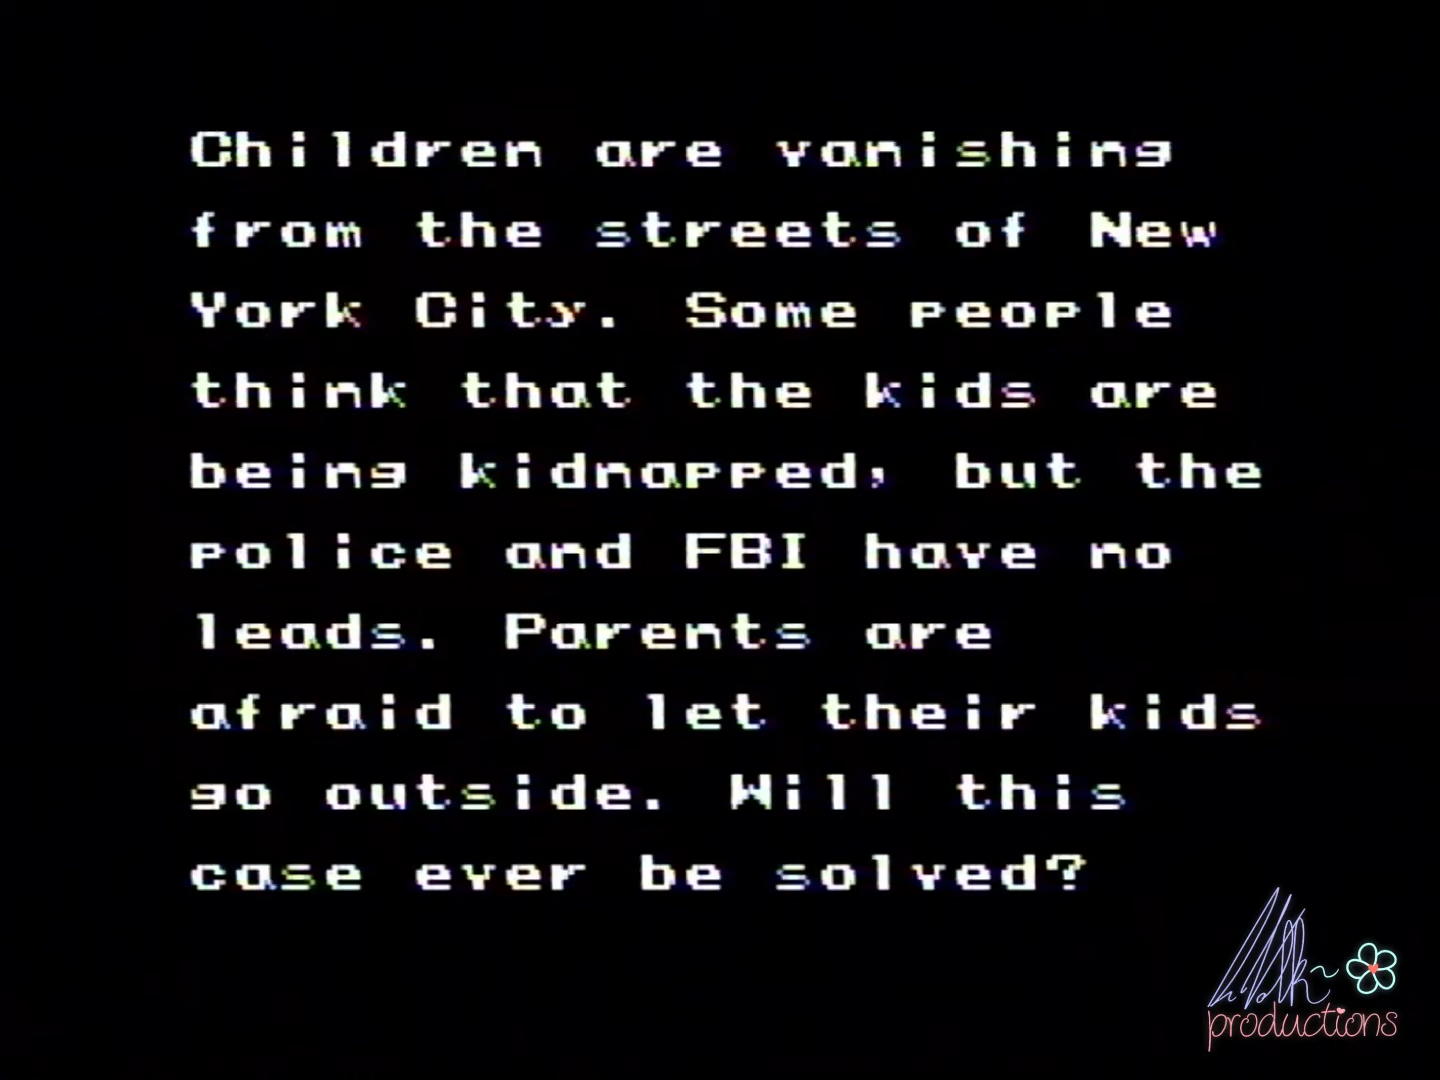 Children are vanishing
from the streets of New
York City. Some people
think that the kids are
being kidnapped, but the
police and FBI have no
leads. Parents are
afraid to let their kids
go outside. Will this
case ever be solved?
productions